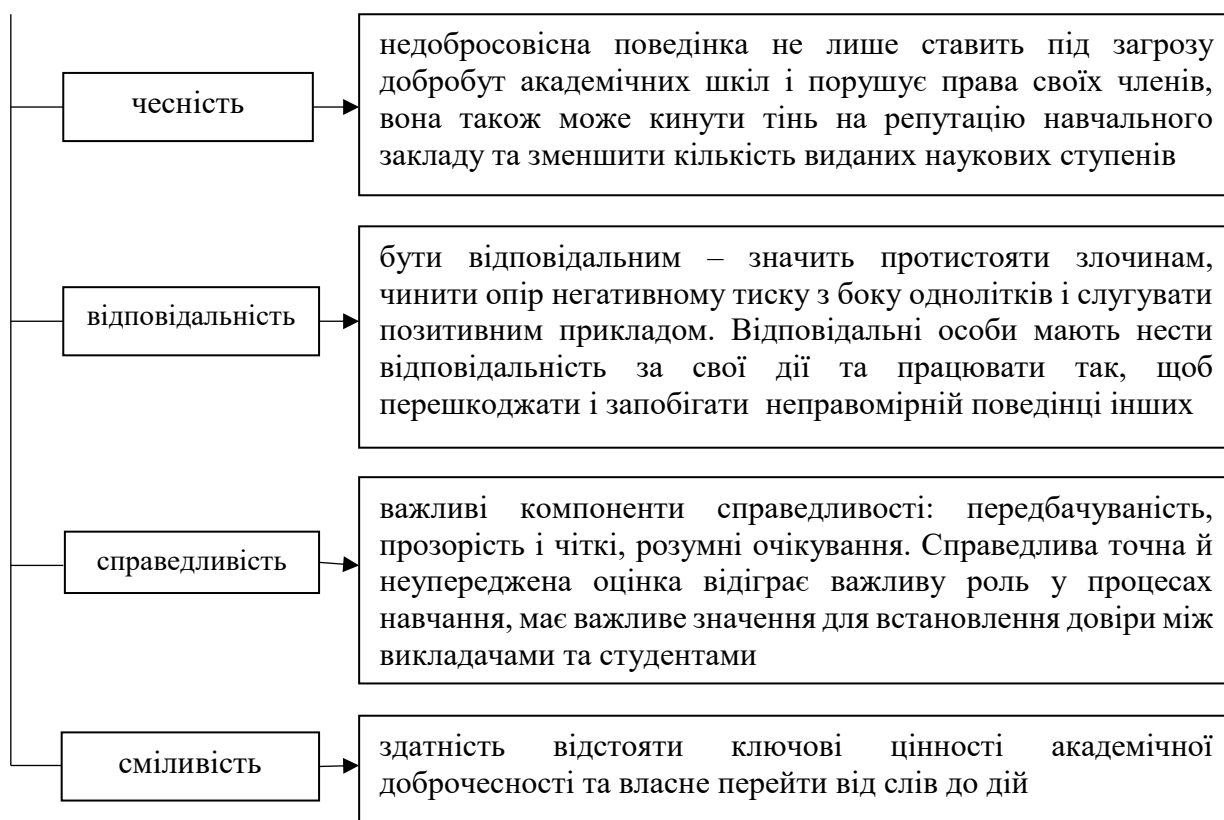 чесність
недобросовісна поведінка не лише ставить під загрозу
добробут академічних шкіл і порушує права своїх членів,
вона також може кинути тінь на репутацію навчального
закладу та зменшити кількість виданих наукових ступенів
відповідальність
бути відповідальним – значить протистояти злочинам,
чинити опір негативному тиску з боку однолітків і слугувати
позитивним прикладом. Відповідальні особи мають нести
відповідальність за свої дії та працювати так, щоб
перешкоджати і запобігати неправомірній поведінці інших
справедливість
важливі компоненти справедливості: передбачуваність,
прозорість і чіткі, розумні очікування. Справедлива точна й
неупереджена оцінка відіграє важливу роль у процесах
навчання, має важливе значення для встановлення довіри між
викладачами та студентами
сміливість
здатність відстояти ключові цінності академічної
доброчесності та власне перейти від слів до дій